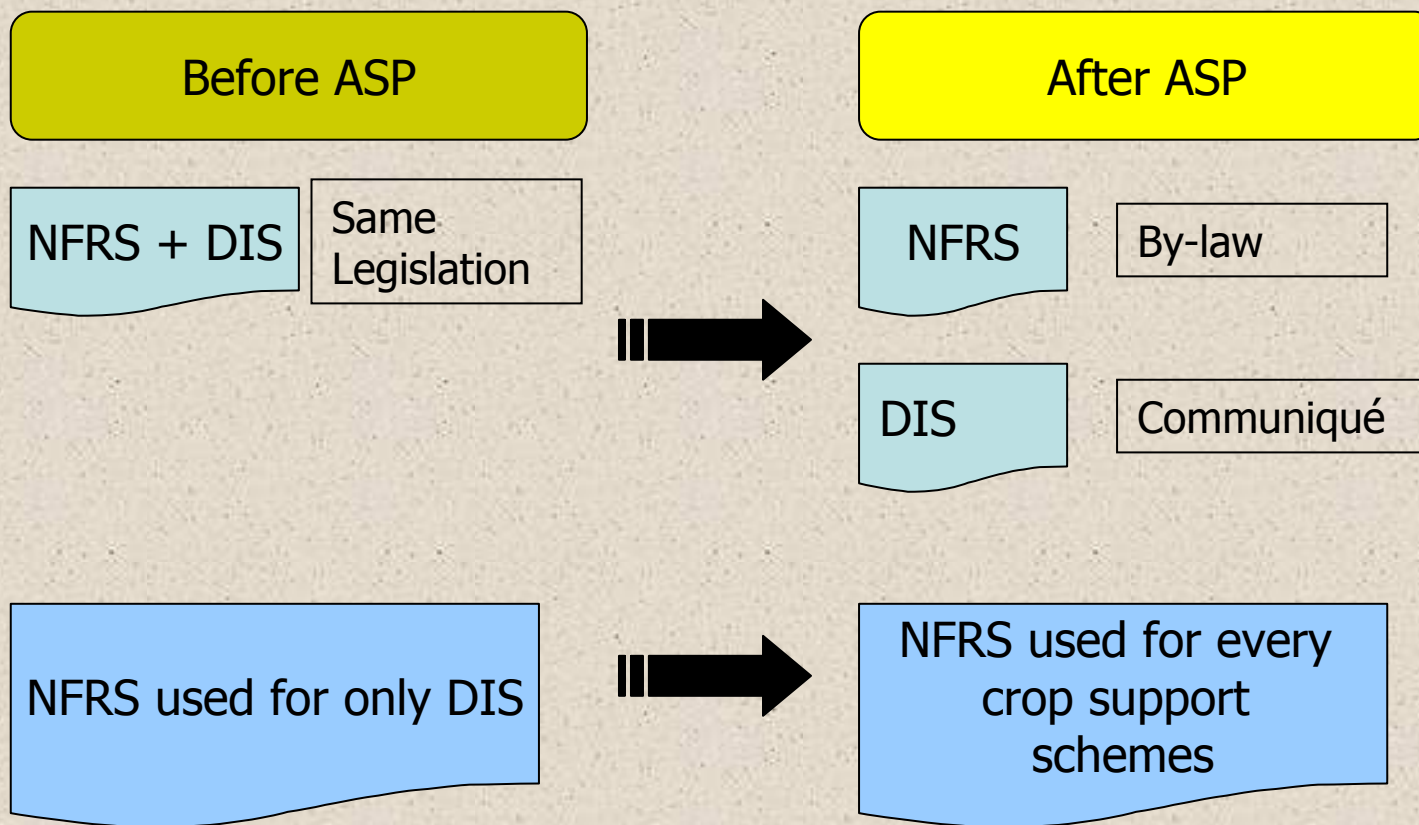 Before ASP
After ASP
NFRS + DIS
Same
Legislation
NFRS
By-law
DIS
Communiqué
NFRS used for only DIS
NFRS used for every
crop support
schemes